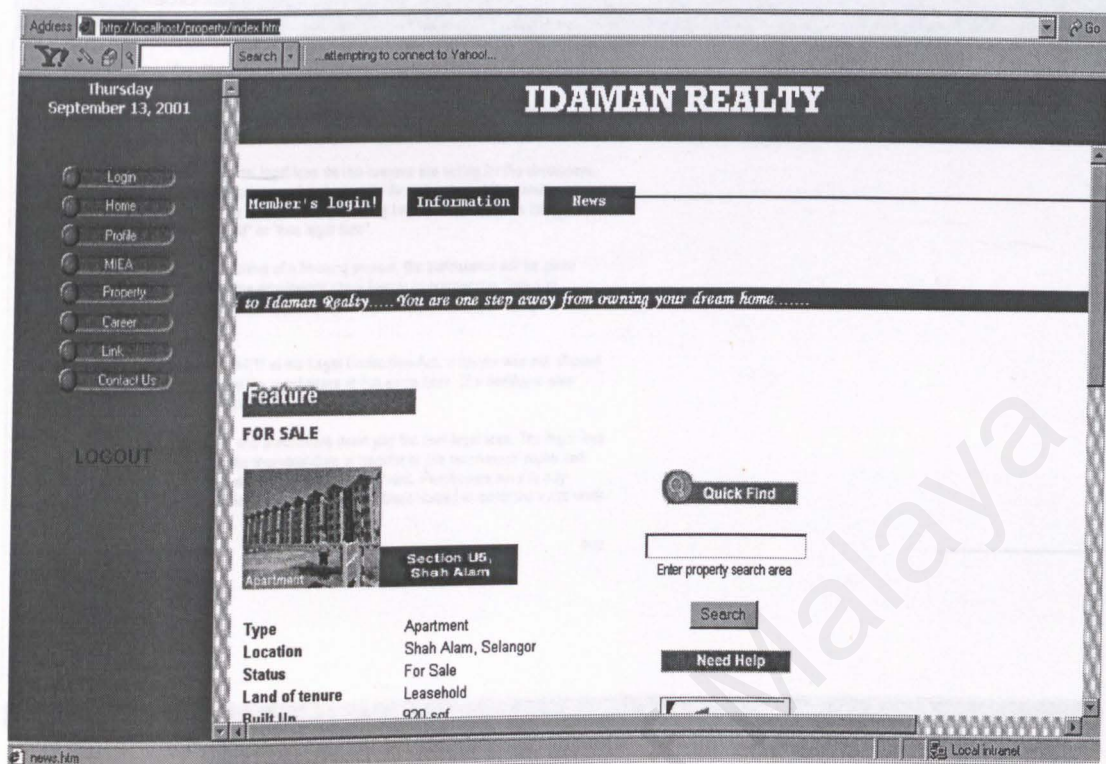 Address http://localhost/property/index.htm Go
Y! Search ...attempting to connect to Yahoo!...
Thursday
September 13, 2001
Login
Home
Profile
MIEA
Property
Career
Link
Contact Us
LOGOUT
IDAMAN REALTY
Member's login! Information News
to Idaman Realty.....You are one step away from owning your dream home.......
Feature
FOR SALE
Apartment
Section U5,
Shah Alam
Quick Find
Enter property search area
Search
Need Help
Type Apartment
Location Shah Alam, Selangor
Status For Sale
Land of tenure Leasehold
Built Up 920 sqf
news.htm Local intranet
Malaya